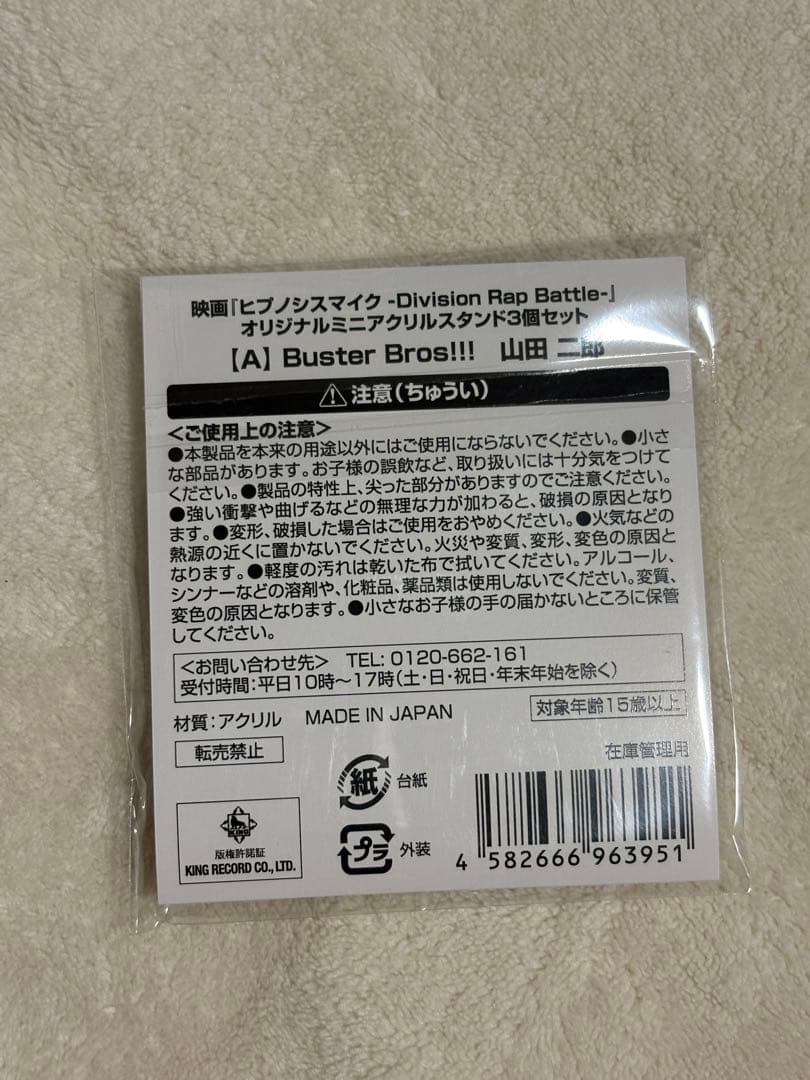 映画『ヒプノシスマイク -Division Rap Battle-』
オリジナルミニアクリルスタンド3個セット
【A】 Buster Bros!!! 山田 二郎
注意(ちゅうい)
<ご使用上の注意>
●本製品を本来の用途以外にはご使用にならないでください。●小さ
な部品があります。お子様の誤飲など、取り扱いには十分気をつけて
ください。●製品の特性上、尖った部分がありますのでご注意ください。
●強い衝撃や曲げるなどの無理な力が加わると、破損の原因となり
ます。●変形、破損した場合はご使用をおやめください。●火気などの
熱源の近くに置かないでください。火災や変質、変形、変色の原因と
なります。●軽度の汚れは乾いた布で拭いてください。アルコール、
シンナーなどの溶剤や、化粧品、薬品類は使用しないでください。変質、
変色の原因となります。●小さなお子様の手の届かないところに保管
してください。
<お問い合わせ先> TEL: 0120-662-161
受付時間:平日10時〜17時(土・日・祝日・年末年始を除く)
材質:アクリル MADE IN JAPAN
対象年齢15歳以上
転売禁止
在庫管理用
紙 台紙
プラ 外装
KING
版権許諾証
KING RECORD CO., LTD.
4 582666 963951